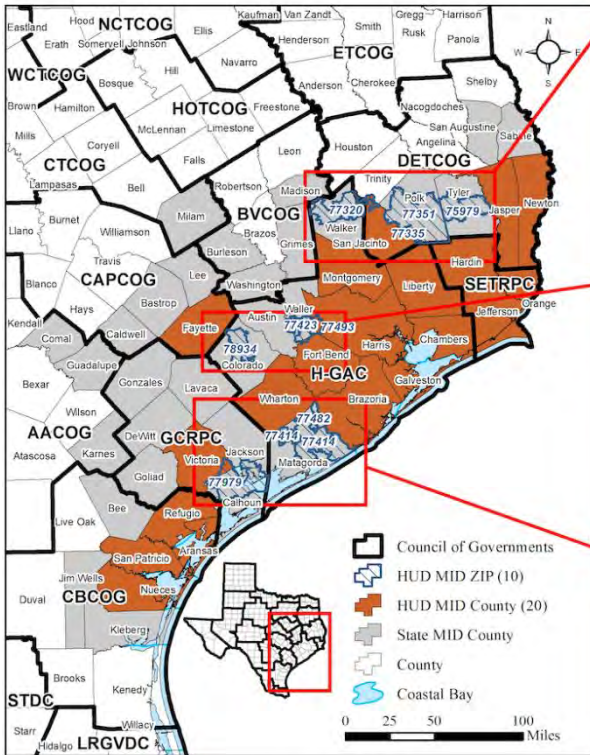 Hood
NCTCOG
Ellis
Kaufman
Van Zandt
Smith
Gregg
Harrison
Eastland
Erath
Somervell
Johnson
Henderson
Rusk
Panola
ETCOG
Hill
Navarro
WCTCOG
Bosque
Anderson
Cherokee
Shelby
Brown
Hamilton
HOTCOG
Freestone
Nacogdoches
San Augustine
Mills
McLennan
Limestone
Houston
Angelina
Sabine
CTCOG
Coryell
Leon
DETCOG
Falls
Trinity
Lampasas
Bell
Robertson
Madison
Polk
Tyler
Newton
Burnet
Milam
BVCOG
77320
77351
75979
Jasper
Llano
Williamson
Brazos
Walker
77335
Travis
Burleson
Grimes
San Jacinto
Hardin
CAPCOG
Lee
Washington
Montgomery
Liberty
SETRPC
Blanco
Bastrop
Waller
Orange
Hays
Austin
Jefferson
Kendall
Caldwell
Fayette
77423
77493
Harris
Chambers
Comal
78934
Fort Bend
Guadalupe
Colorado
H-GAC
Galveston
Bexar
Gonzales
Lavaca
Wharton
Brazoria
Wilson
AACOG
DeWitt
GCRPC
77482
Atascosa
Karnes
Victoria
Jackson
77414
77414
Goliad
Matagorda
77979
Bee
Calhoun
Live Oak
Refugio
San Patricio
Aransas
Jim Wells
Nueces
Duval
CBCOG
Kleberg
Brooks
Kenedy
STDC
Starr
Hidalgo
Willacy
LRGVDC
N
W
E
S
Council of Governments
HUD MID ZIP (10)
HUD MID County (20)
State MID County
County
Coastal Bay
0 25 50 100
Miles